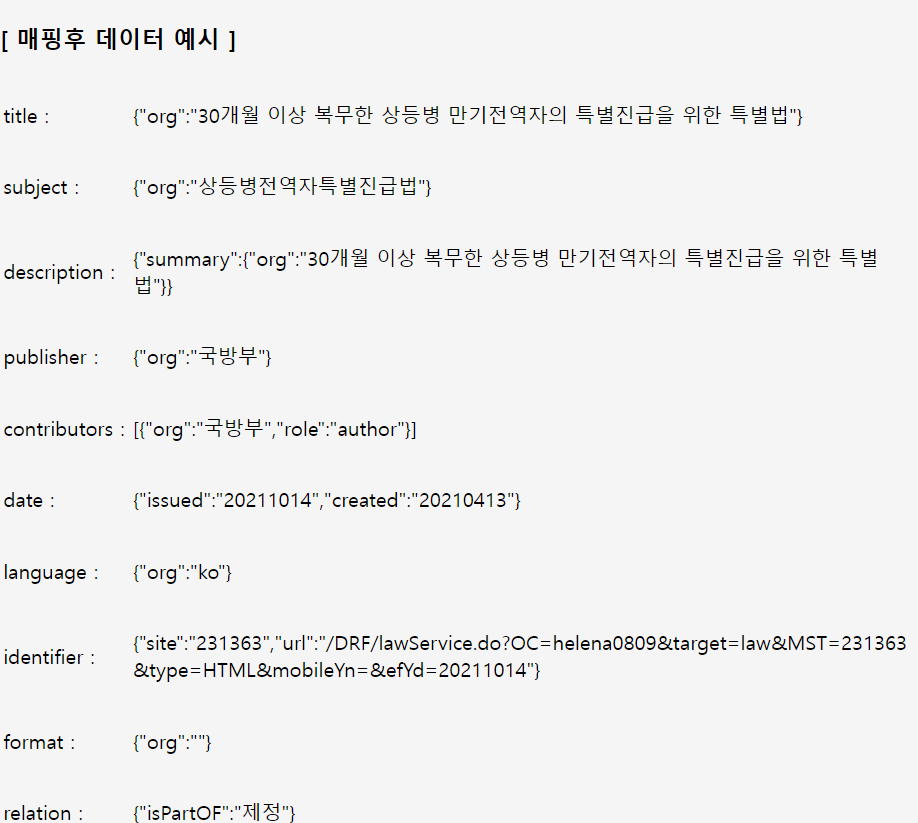 [ 매핑후 데이터 예시 ]
title : {"org":"30개월 이상 복무한 상등병 만기전역자의 특별진급을 위한 특별법"}
subject : {"org":"상등병전역자특별진급법"}
description : {"summary":{"org":"30개월 이상 복무한 상등병 만기전역자의 특별진급을 위한 특별
법"}}
publisher : {"org":"국방부"}
contributors : [{"org":"국방부","role":"author"}]
date : {"issued":"20211014","created":"20210413"}
language : {"org":"ko"}
identifier : {"site":"231363","url":"/DRF/lawService.do?OC=helena0809&target=law&MST=231363
&type=HTML&mobileYn=&efYd=20211014"}
format : {"org":""}
relation : {"isPartOF":"제정"}